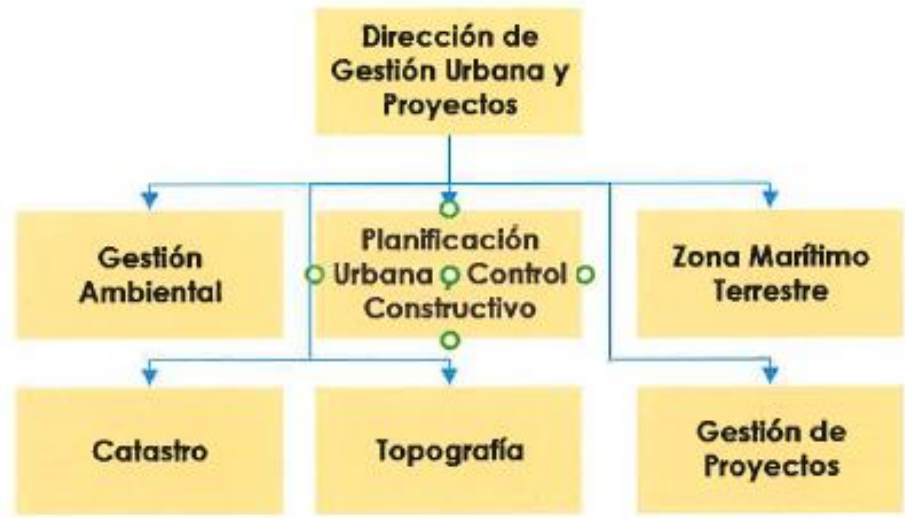 Dirección de
Gestión Urbana y
Proyectos
Gestión
Ambiental
Planificación
Urbana y Control
Constructivo
Zona Marítimo
Terrestre
Catastro
Topografía
Gestión de
Proyectos